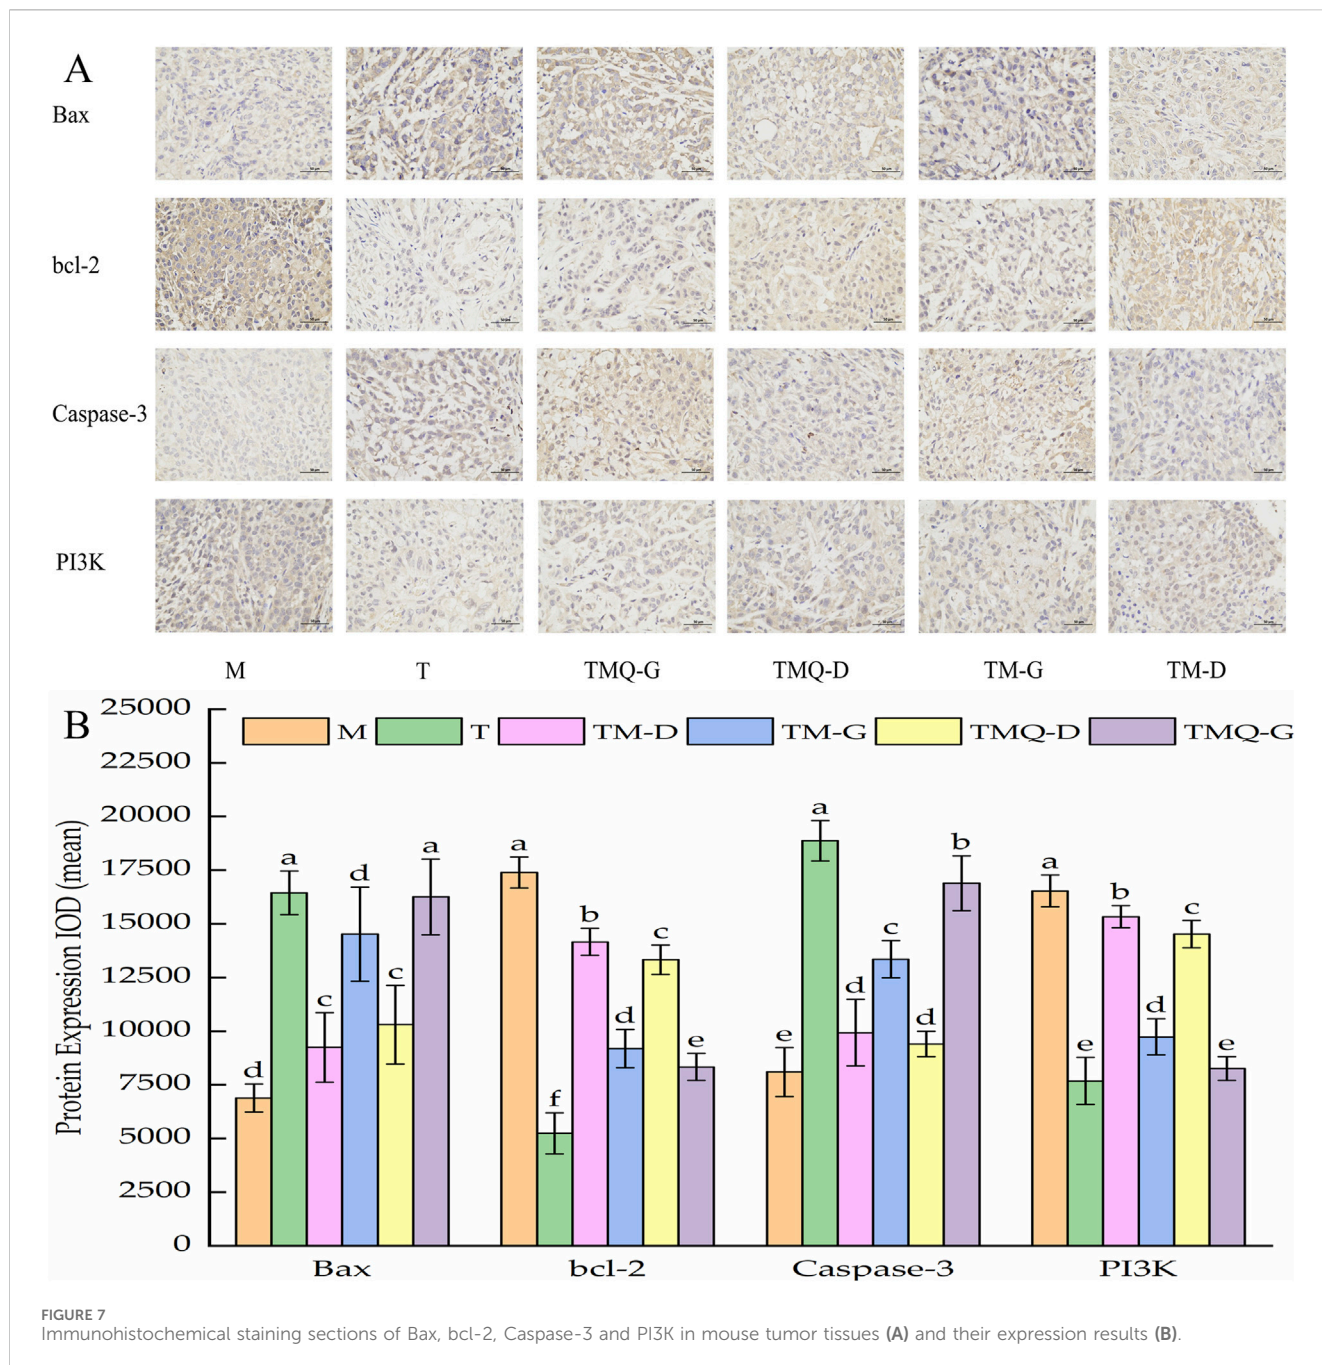 A
Bax
bcl-2
Caspase-3
PI3K
M T TMQ-G TMQ-D TM-G TM-D
B
M T TM-D TM-G TMQ-D TMQ-G
Protein Expression IOD (mean)
25000
22500
20000
17500
15000
12500
10000
7500
5000
2500
0
d a c d c a
a f b d c e
e a d c d b
a e b d c e
Bax bcl-2 Caspase-3 PI3K
FIGURE 7
Immunohistochemical staining sections of Bax, bcl-2, Caspase-3 and PI3K in mouse tumor tissues (A) and their expression results (B).